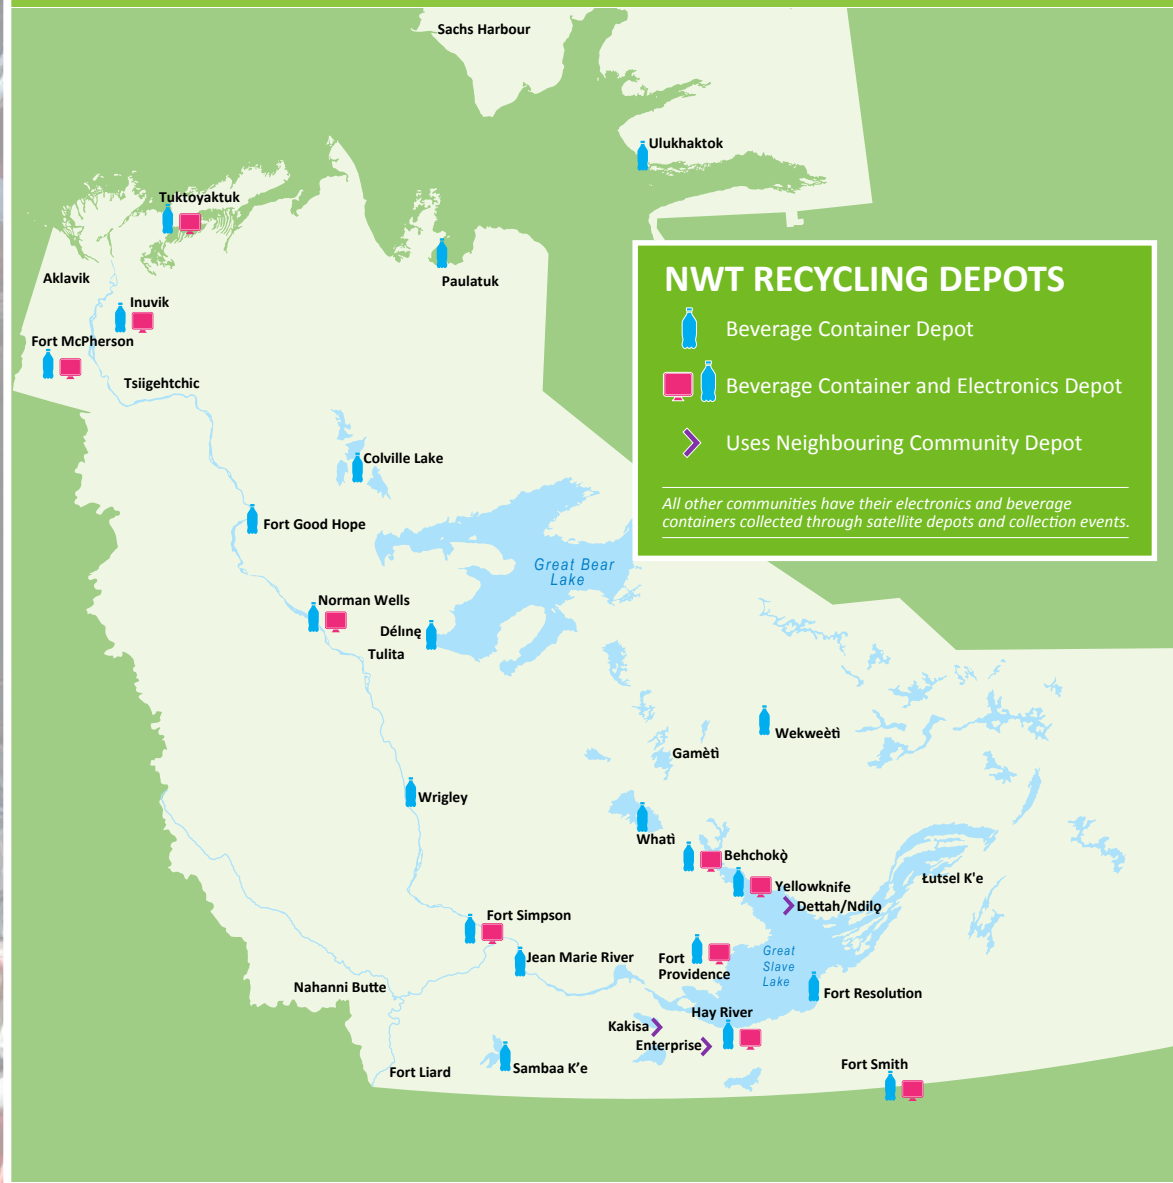 Sachs Harbour
Ulukhaktok
Tuktoyaktuk
Paulatuk
Aklavik
Inuvik
Fort McPherson
Tsiigehtchic
NWT RECYCLING DEPOTS
Beverage Container Depot
Beverage Container and Electronics Depot
Uses Neighbouring Community Depot
All other communities have their electronics and beverage
containers collected through satellite depots and collection events.
Colville Lake
Fort Good Hope
Great Bear
Lake
Norman Wells
Délı̨nę
Tulita
Wekweètì
Gamètì
Wrigley
Whatì
Behchokǫ̀
Yellowknife
Dettah/Ndilǫ
Łutsel K'e
Fort Simpson
Jean Marie River
Fort
Providence
Great
Slave
Lake
Nahanni Butte
Fort Resolution
Hay River
Kakisa
Enterprise
Sambaa K’e
Fort Liard
Fort Smith